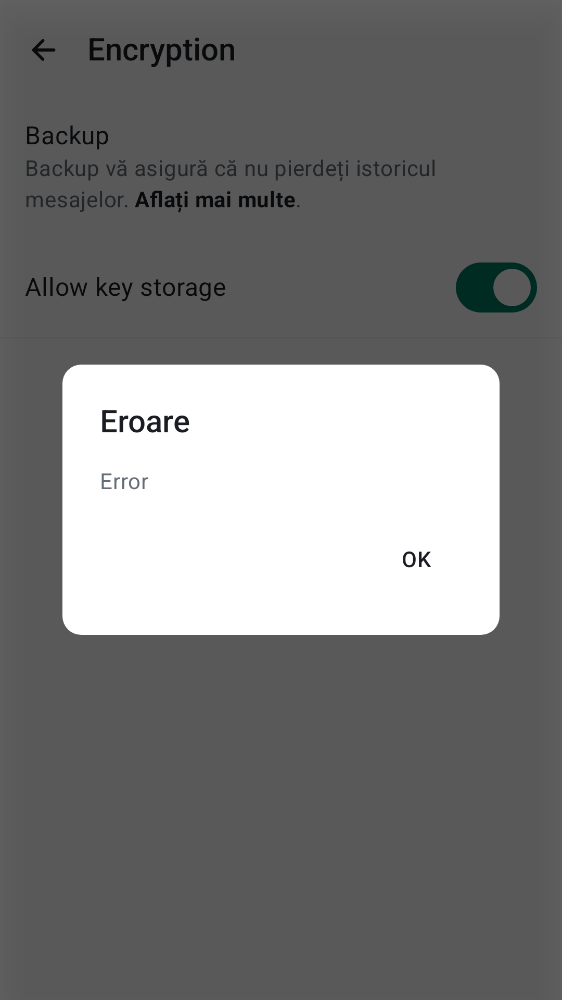 Encryption
Backup
Backup vă asigură că nu pierdeți istoricul
mesajelor. Aflați mai multe.
Allow key storage
Eroare
Error
OK